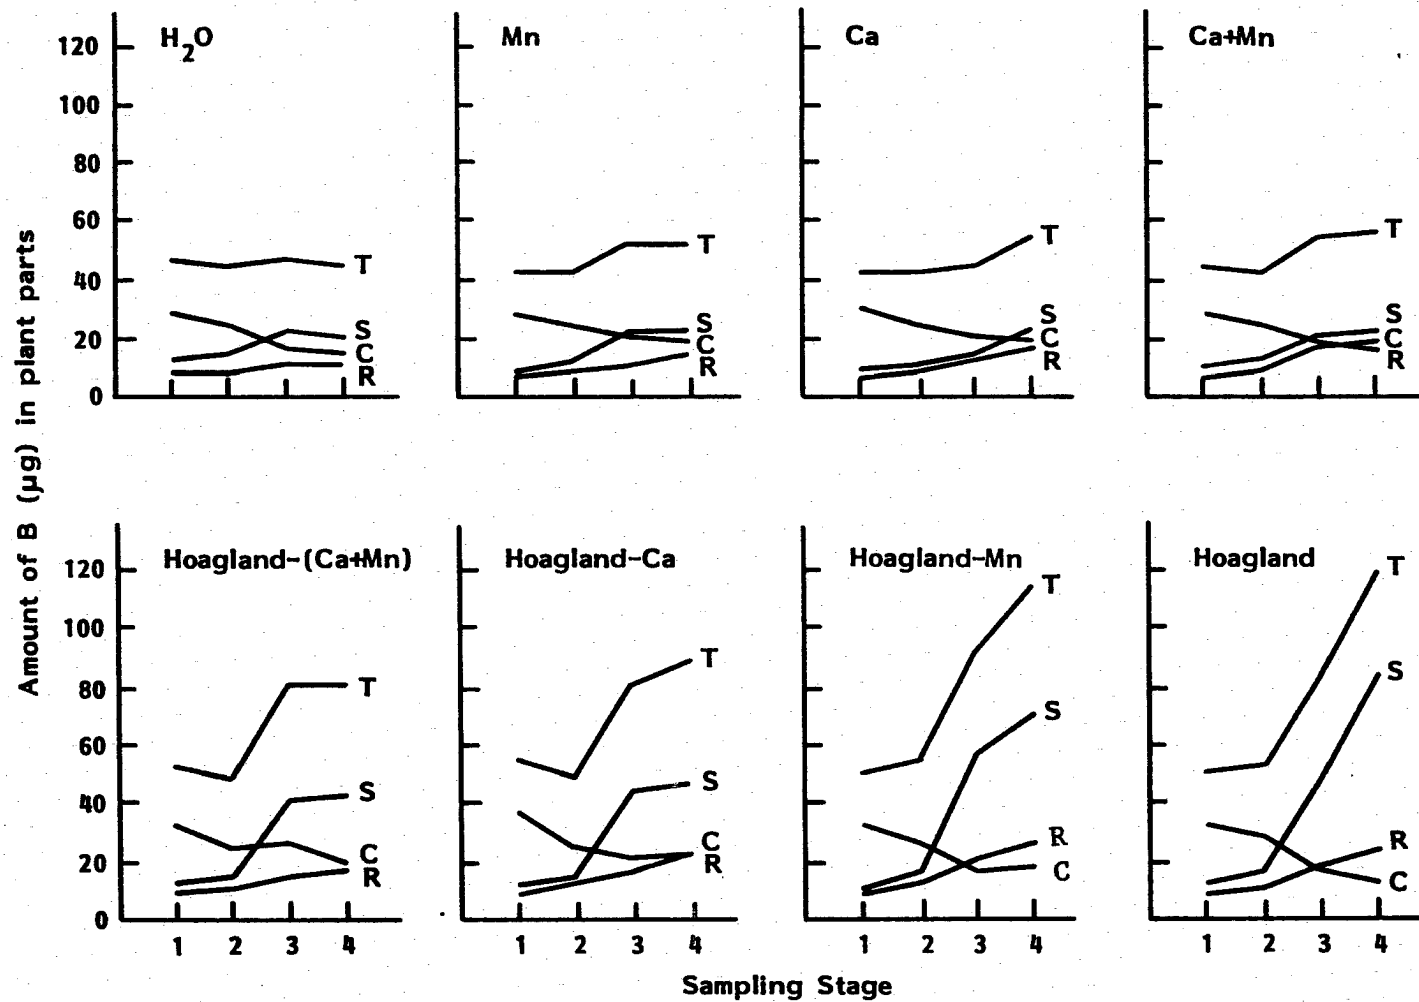 Amount of B (µg) in plant parts
H2O
120
100
80
60
40
20
0
T
S
C
R
Mn
T
S
C
R
Ca
T
S
C
R
Ca+Mn
T
S
C
R
Hoagland-(Ca+Mn)
120
100
80
60
40
20
0
T
S
C
R
1 2 3 4
Hoagland-Ca
T
S
C
R
1 2 3 4
Hoagland-Mn
T
S
R
C
1 2 3 4
Hoagland
T
S
R
C
1 2 3 4
Sampling Stage